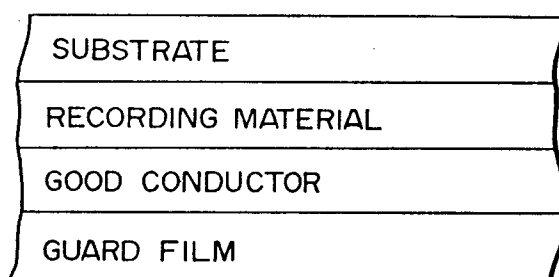 SUBSTRATE
RECORDING MATERIAL
GOOD CONDUCTOR
GUARD FILM